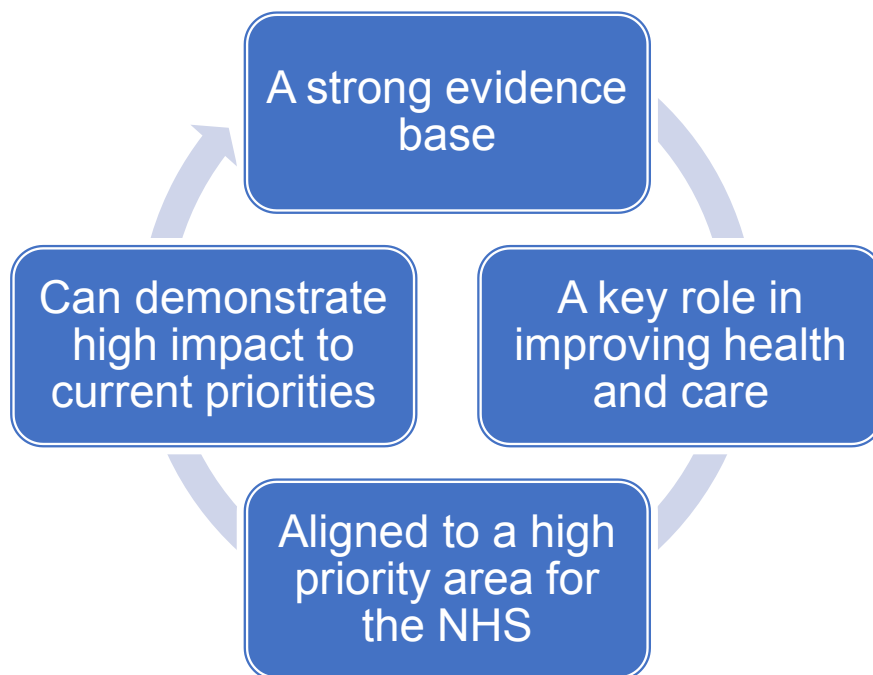 A strong evidence
base
A key role in
improving health
and care
Aligned to a high
priority area for
the NHS
Can demonstrate
high impact to
current priorities